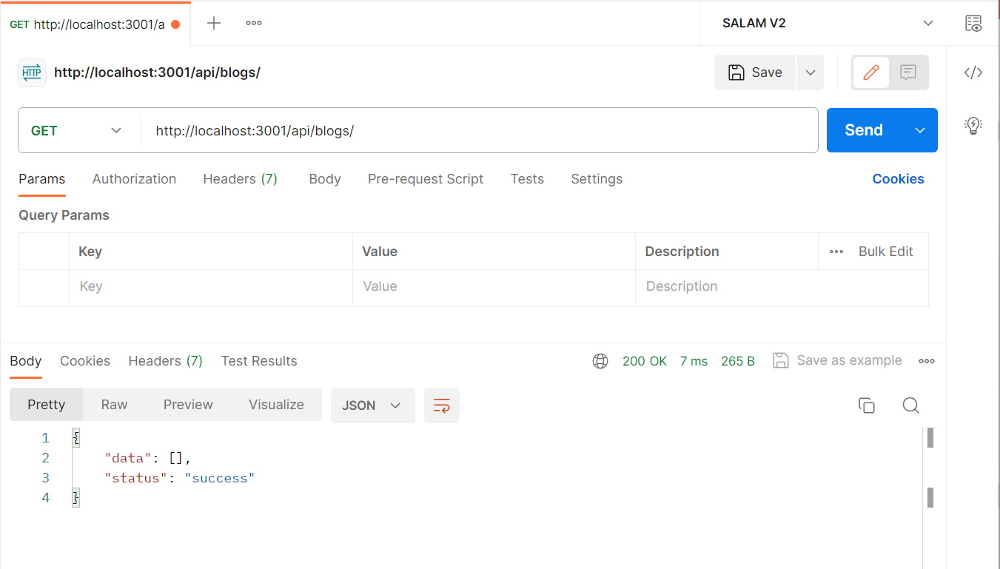 GET http://localhost:3001/a
SALAM V2
HTTP http://localhost:3001/api/blogs/
Save
GET http://localhost:3001/api/blogs/
Send
Params Authorization Headers (7) Body Pre-request Script Tests Settings Cookies
Query Params
Key Value Description Bulk Edit
Key Value Description
Body Cookies Headers (7) Test Results 200 OK 7 ms 265 B Save as example
Pretty Raw Preview Visualize JSON
1 {
2 "data": [],
3 "status": "success"
4 }